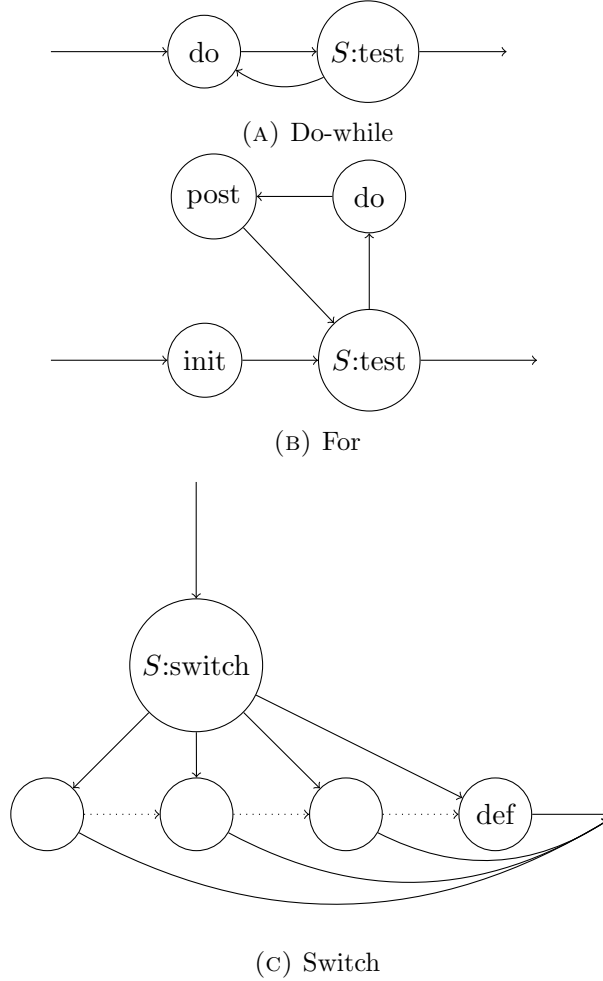 do
S:test
(A) Do-while
post
do
init
S:test
(B) For
S:switch
def
(C) Switch